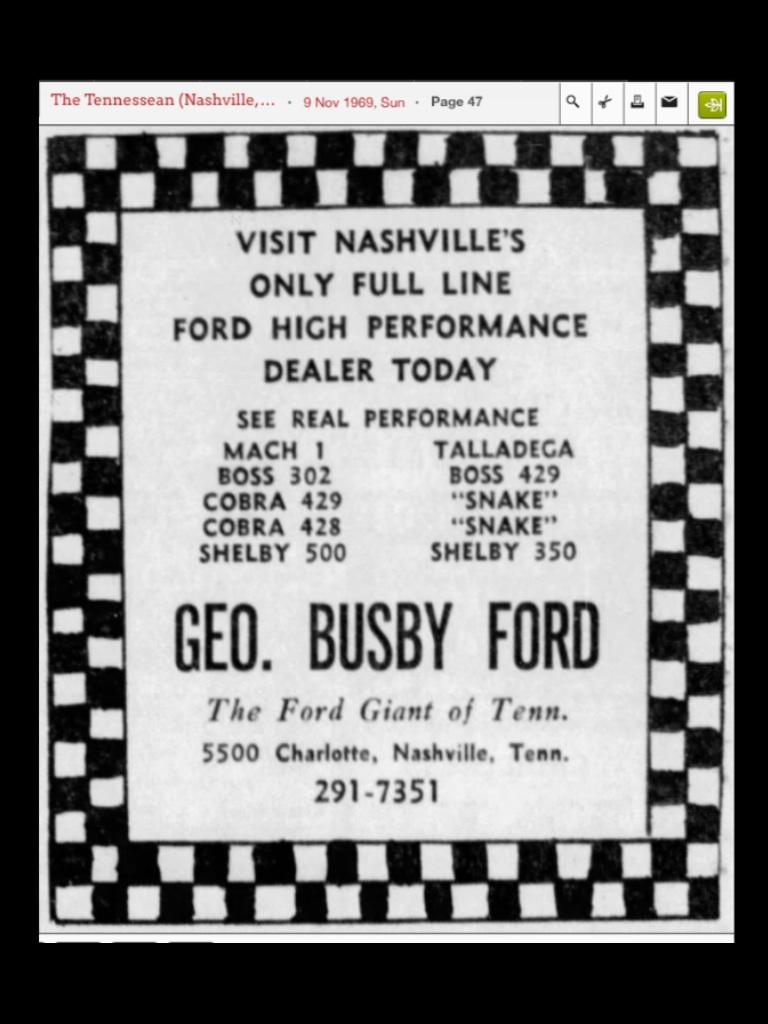 The Tennessean (Nashville,... · 9 Nov 1969, Sun · Page 47
VISIT NASHVILLE'S
ONLY FULL LINE
FORD HIGH PERFORMANCE
DEALER TODAY
SEE REAL PERFORMANCE
MACH 1 TALLADEGA
BOSS 302 BOSS 429
COBRA 429 "SNAKE"
COBRA 428 "SNAKE"
SHELBY 500 SHELBY 350
GEO. BUSBY FORD
The Ford Giant of Tenn.
5500 Charlotte, Nashville, Tenn.
291-7351